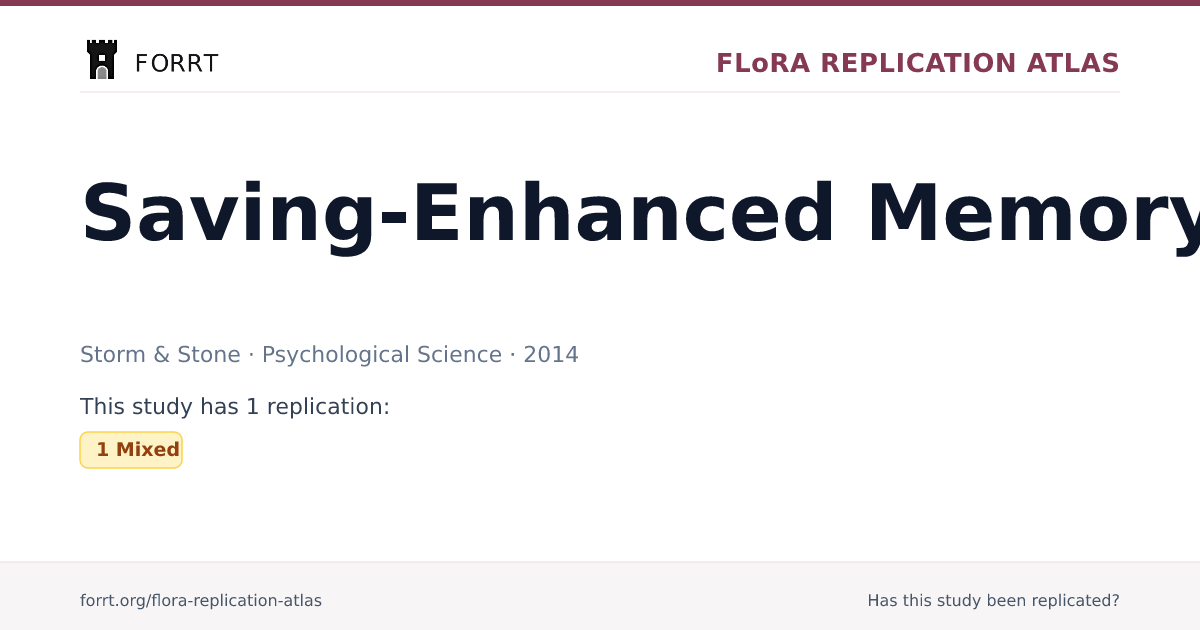 FORRT
FLoRA REPLICATION ATLAS
Saving-Enhanced Memory
Storm & Stone · Psychological Science · 2014
This study has 1 replication:
1 Mixed
forrt.org/flora-replication-atlas
Has this study been replicated?